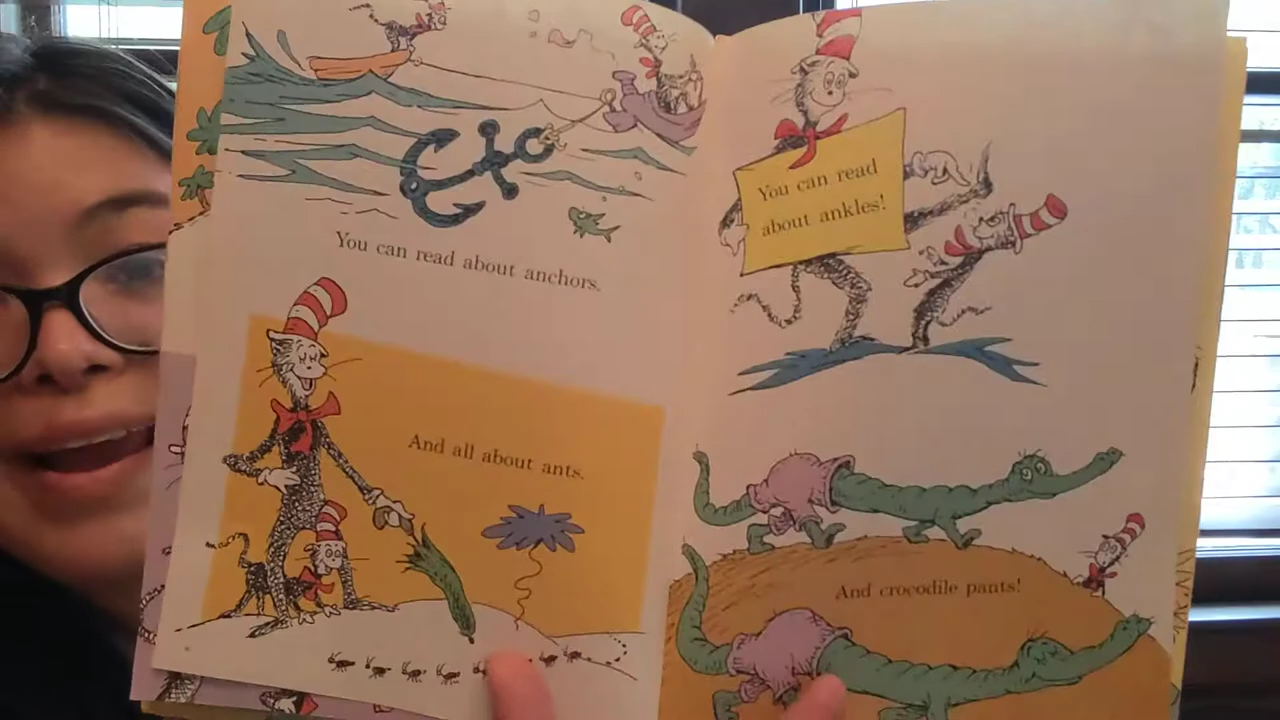 You can read about anchors.
And all about ants.
You can read
about ankles!
And crocodile pants!